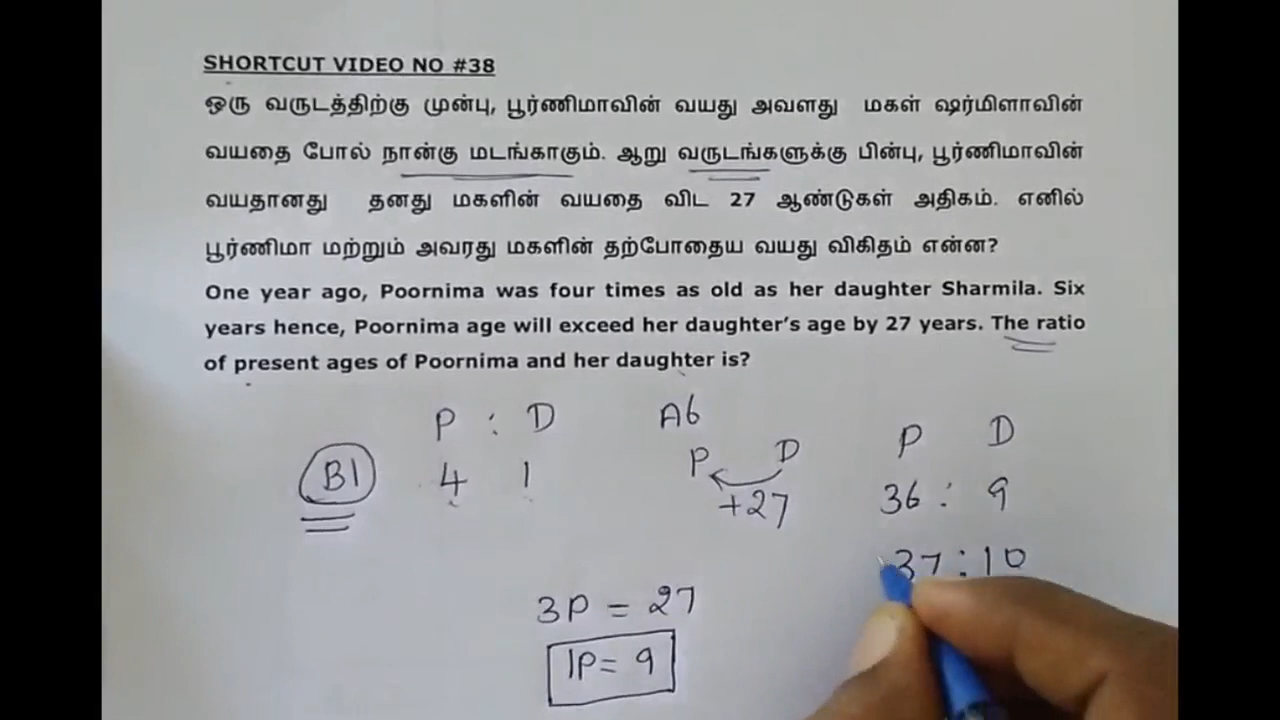 SHORTCUT VIDEO NO #38
ஒரு வருடத்திற்கு முன்பு, பூர்ணிமாவின் வயது அவளது மகள் ஷர்மிளாவின்
வயதை போல் நான்கு மடங்காகும். ஆறு வருடங்களுக்கு பின்பு, பூர்ணிமாவின்
வயதானது தனது மகளின் வயதை விட 27 ஆண்டுகள் அதிகம். எனில்
பூர்ணிமா மற்றும் அவரது மகளின் தற்போதைய வயது விகிதம் என்ன?
One year ago, Poornima was four times as old as her daughter Sharmila. Six
years hence, Poornima age will exceed her daughter’s age by 27 years. The ratio
of present ages of Poornima and her daughter is?
P : D
B1 4 1
A6
P D
+27
P D
36 : 9
37 : 10
3P = 27
1P = 9